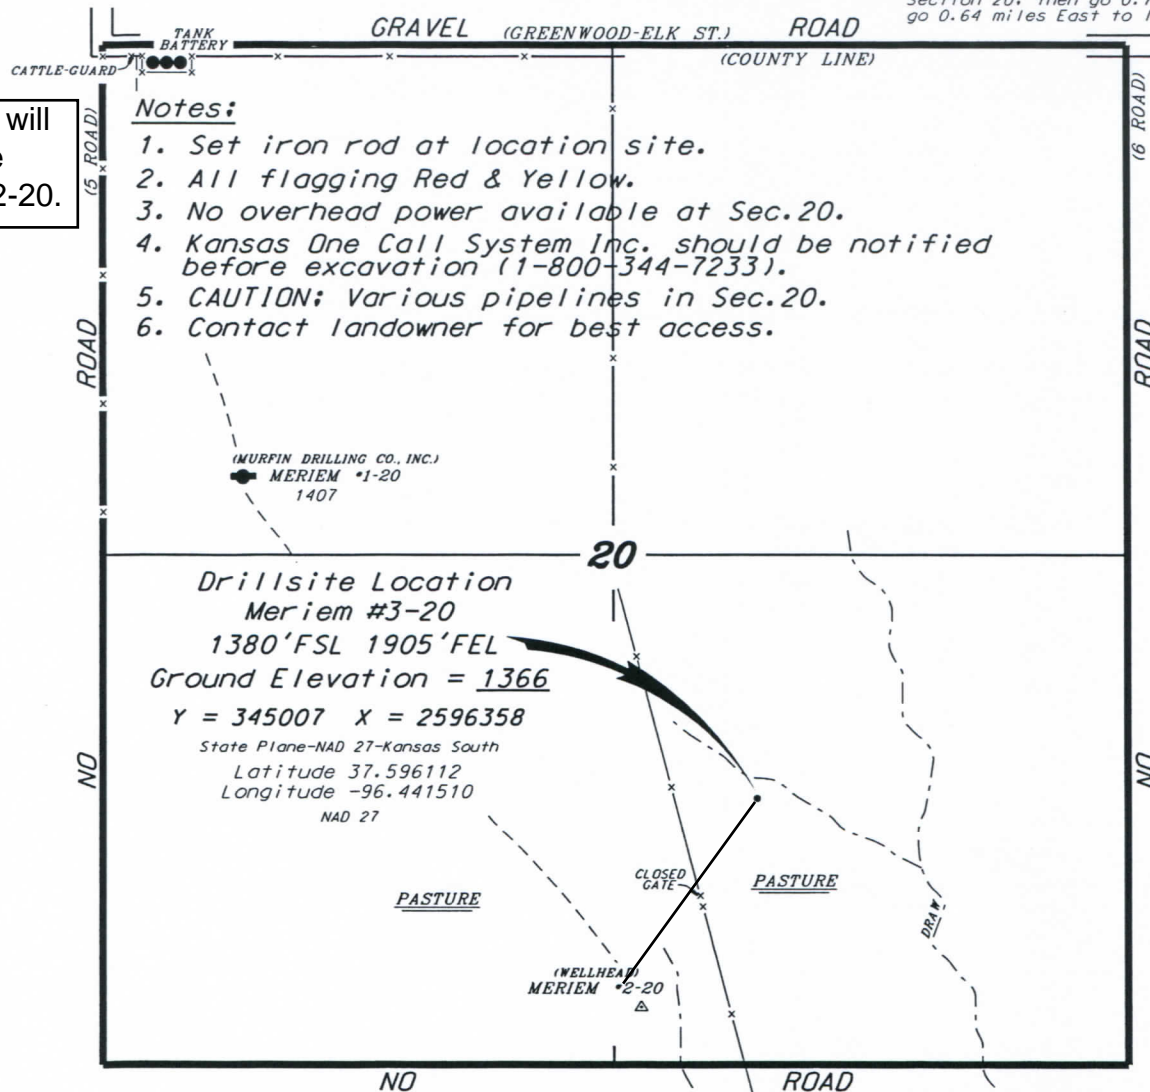 Section 20. Then go 0.
go 0.64 miles East to
GRAVEL (GREENWOOD-ELK ST.) ROAD
(COUNTY LINE)
TANK
BATTERY
CATTLE-GUARD
will
2-20.
(5 ROAD)
(6 ROAD)
Notes:
1. Set iron rod at location site.
2. All flagging Red & Yellow.
3. No overhead power available at Sec.20.
4. Kansas One Call System Inc. should be notified
before excavation (1-800-344-7233).
5. CAUTION: Various pipelines in Sec.20.
6. Contact landowner for best access.
ROAD
ROAD
(MURFIN DRILLING CO., INC.)
MERIEM #1-20
1407
20
Drillsite Location
Meriem #3-20
1380'FSL 1905'FEL
Ground Elevation = 1366
Y = 345007 X = 2596358
State Plane-NAD 27-Kansas South
Latitude 37.596112
Longitude -96.441510
NAD 27
NO
NO
CLOSED
GATE
PASTURE
PASTURE
DRAW
(WELLHEAD)
MERIEM #2-20
NO ROAD